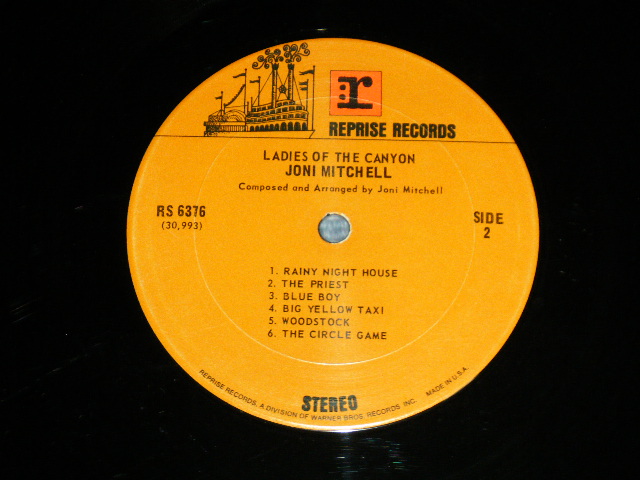 r
REPRISE RECORDS
LADIES OF THE CANYON
JONI MITCHELL
Composed and Arranged by Joni Mitchell
RS 6376
(30,993)
SIDE
2
1. RAINY NIGHT HOUSE
2. THE PRIEST
3. BLUE BOY
4. BIG YELLOW TAXI
5. WOODSTOCK
6. THE CIRCLE GAME
STEREO
REPRISE RECORDS, A DIVISION OF WARNER BROS. RECORDS, INC. MADE IN U.S.A.